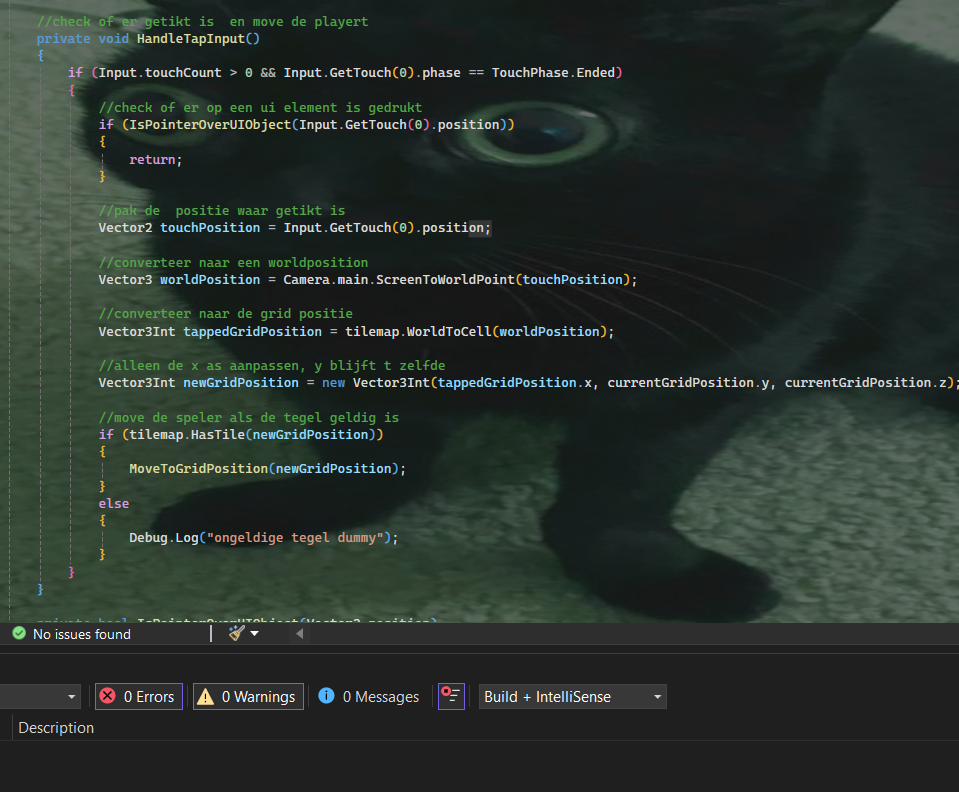 //check of er getikt is  en move de playert
private void HandleTapInput()
{
if (Input.touchCount > 0 && Input.GetTouch(0).phase == TouchPhase.Ended)
{
//check of er op een ui element is gedrukt
if (IsPointerOverUIObject(Input.GetTouch(0).position))
{
return;
}
//pak de  positie waar getikt is
Vector2 touchPosition = Input.GetTouch(0).position;
//converteer naar een worldposition
Vector3 worldPosition = Camera.main.ScreenToWorldPoint(touchPosition);
//converteer naar de grid positie
Vector3Int tappedGridPosition = tilemap.WorldToCell(worldPosition);
//alleen de x as aanpassen, y blijft t zelfde
Vector3Int newGridPosition = new Vector3Int(tappedGridPosition.x, currentGridPosition.y, currentGridPosition.z);
//move de speler als de tegel geldig is
if (tilemap.HasTile(newGridPosition))
{
MoveToGridPosition(newGridPosition);
}
else
{
Debug.Log("ongeldige tegel dummy");
}
}
}
private bool IsPointerOverUIObject(Vector2 position)
No issues found
0 Errors
0 Warnings
0 Messages
Build + IntelliSense
Description